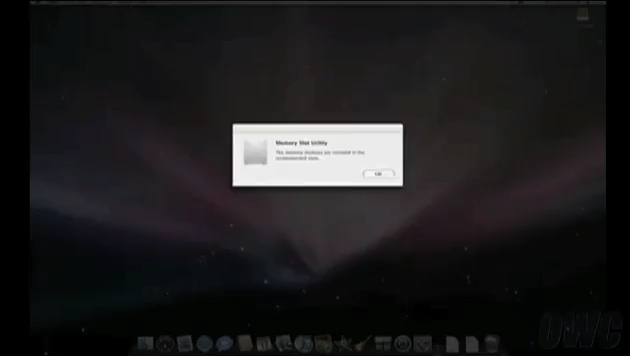 Memory Slot Utility
The memory modules are installed in the
recommended slots.
OK
OWC